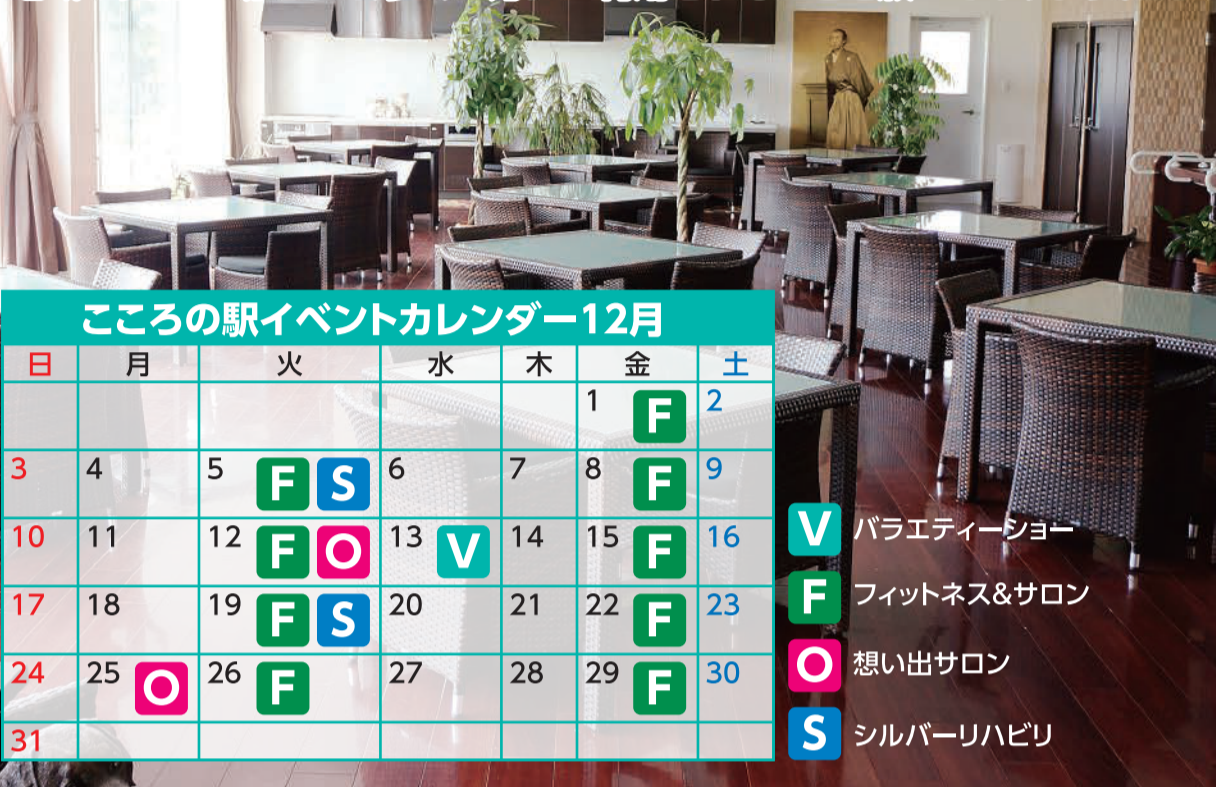 こころの駅イベントカレンダー12月
日 月 火 水 木 金 土
1 F 2
3 4 5 F S 6 7 8 F 9
10 11 12 F O 13 V 14 15 F 16
17 18 19 F S 20 21 22 F 23
24 25 O 26 F 27 28 29 F 30
31
V バラエティーショー
F フィットネス&サロン
O 想い出サロン
S シルバーリハビリ